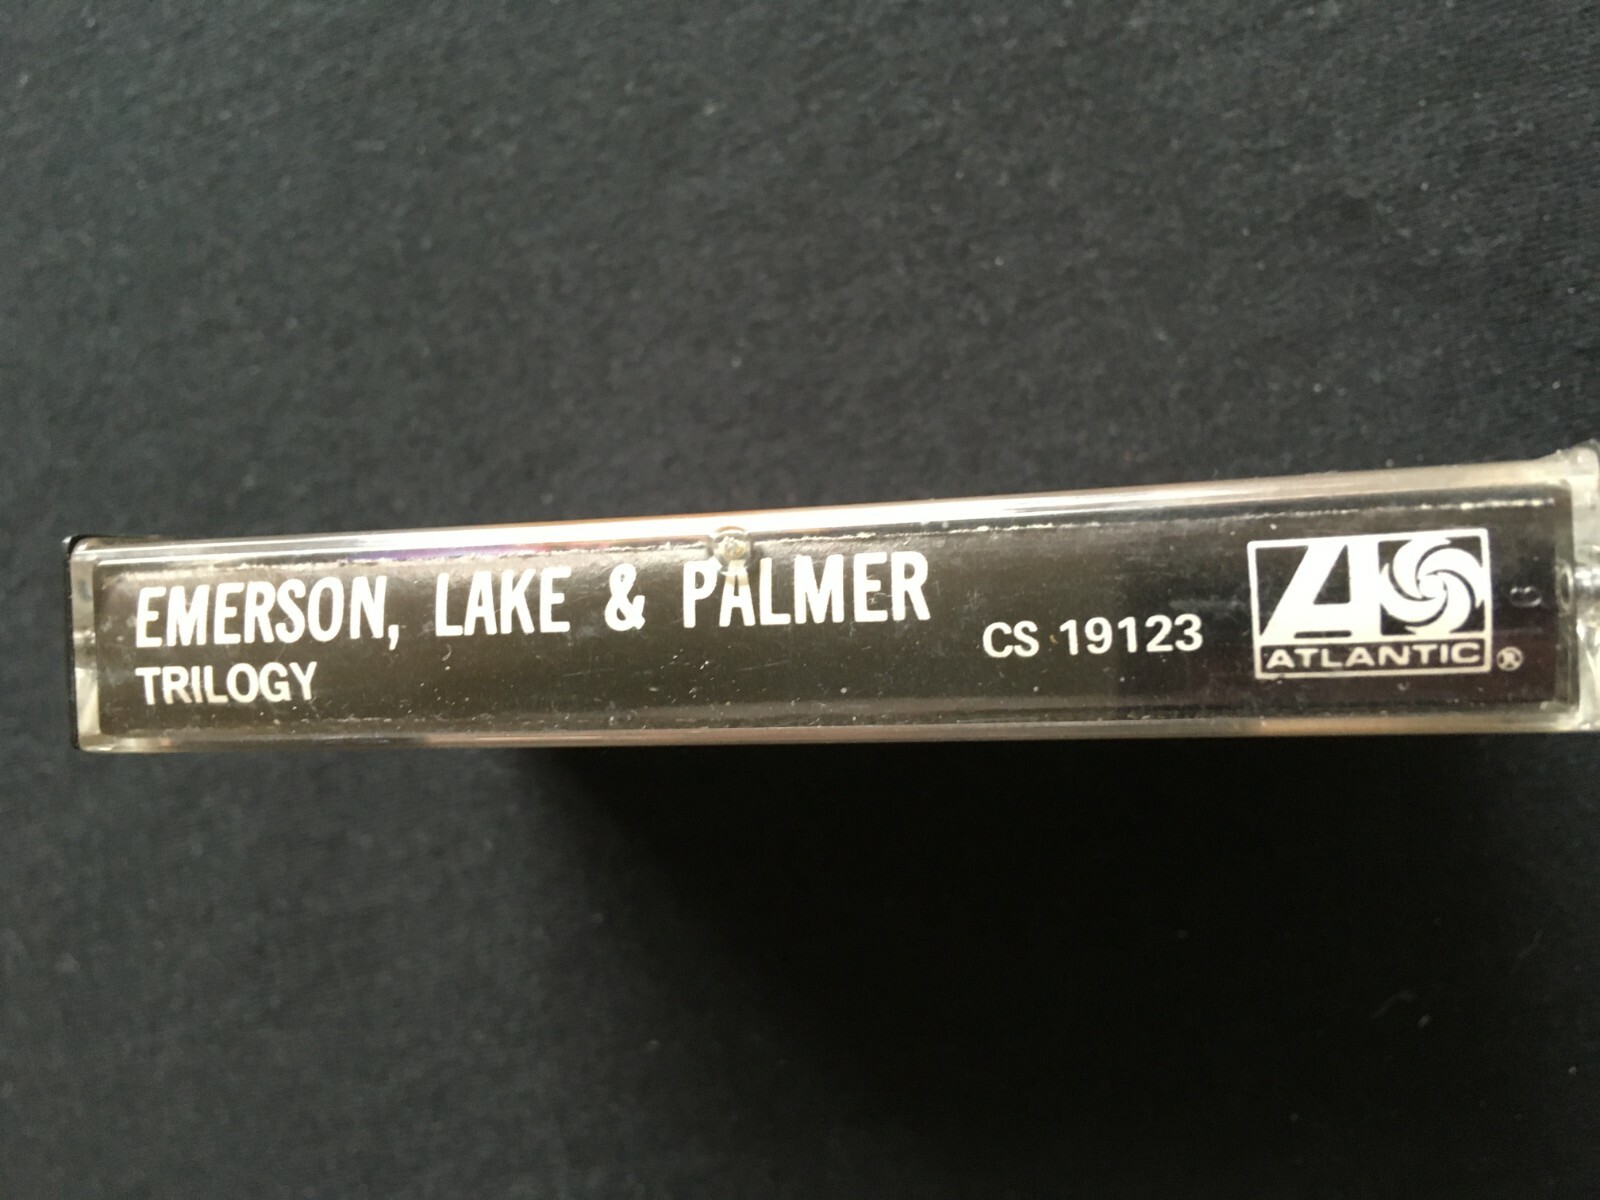 EMERSON, LAKE & PALMER
TRILOGY
CS 19123
ATLANTIC®